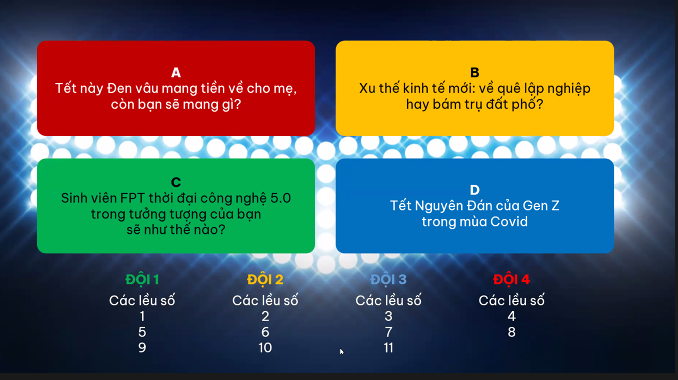 A
Tết này Đen vâu mang tiền về cho mẹ,
còn bạn sẽ mang gì?
B
Xu thế kinh tế mới: về quê lập nghiệp
hay bám trụ đất phố?
C
Sinh viên FPT thời đại công nghệ 5.0
trong tưởng tượng của bạn
sẽ như thế nào?
D
Tết Nguyên Đán của Gen Z
trong mùa Covid
ĐỘI 1
Các lều số
1
5
9
ĐỘI 2
Các lều số
2
6
10
ĐỘI 3
Các lều số
3
7
11
ĐỘI 4
Các lều số
4
8